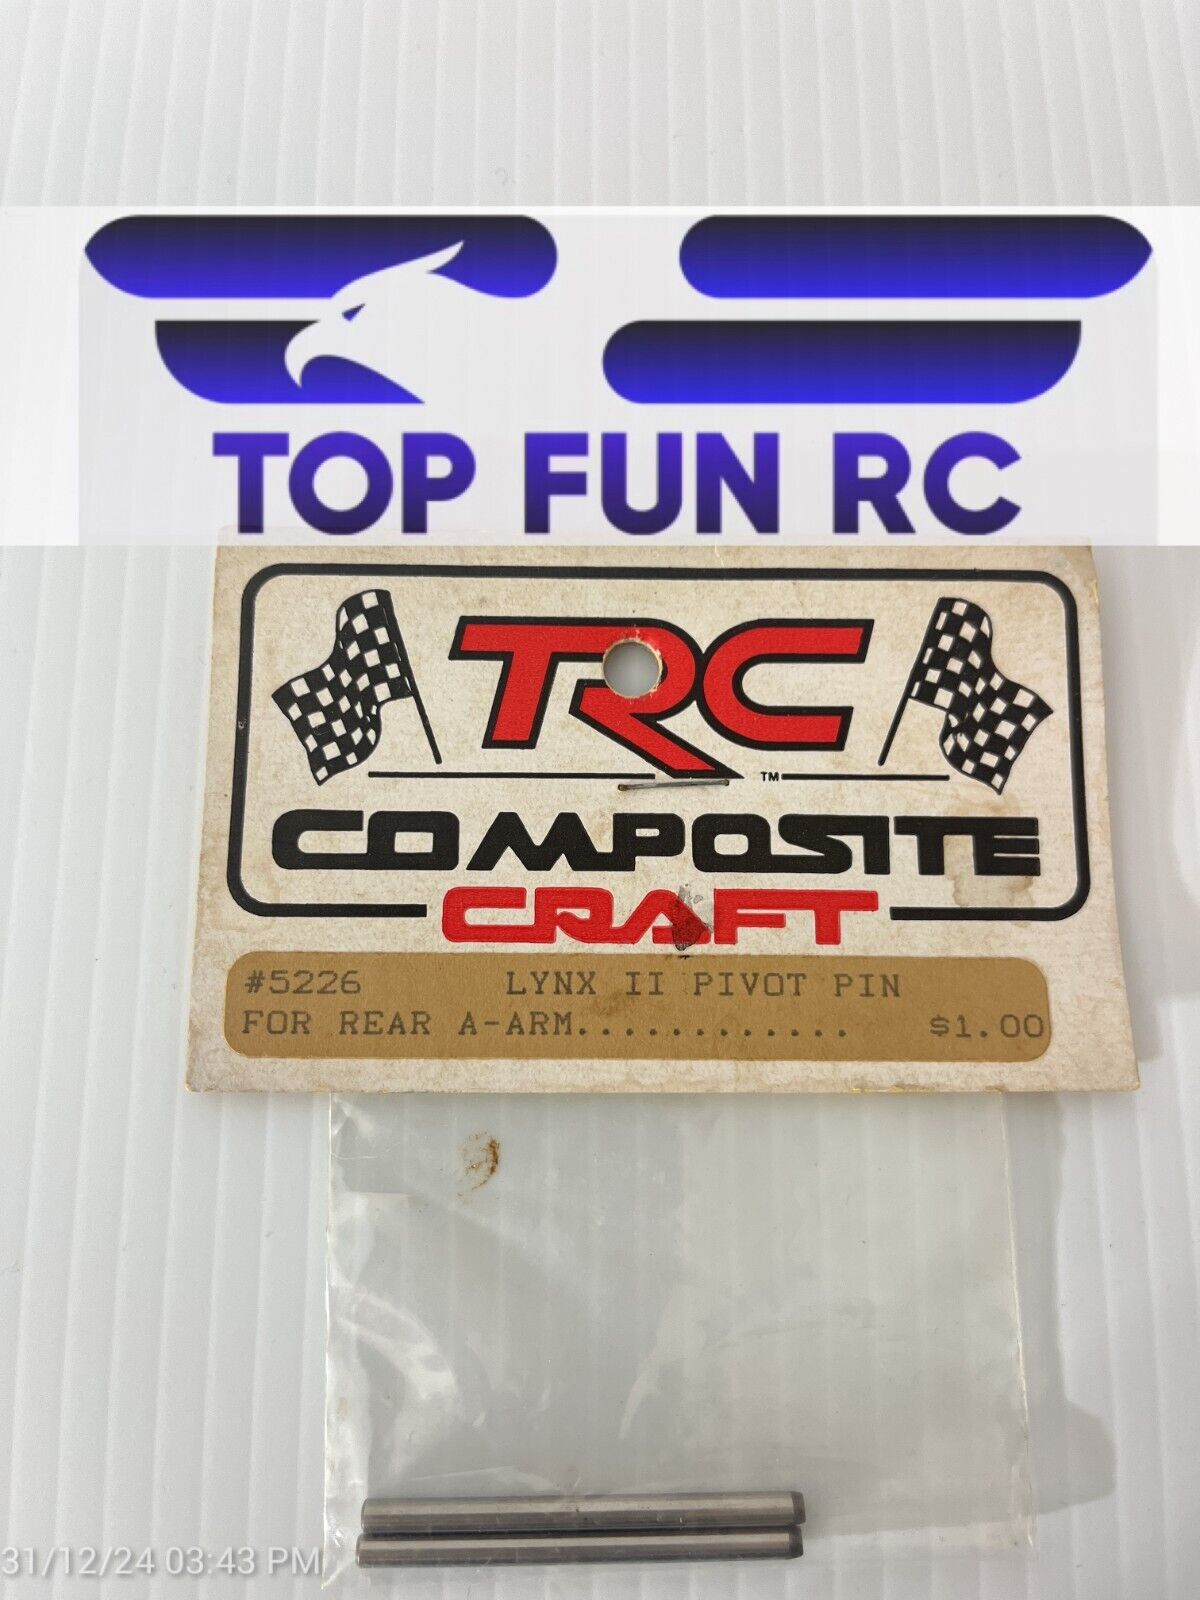 TOP FUN RC
TRC
TM
COMPOSITE
CRAFT
#5226 LYNX II PIVOT PIN
FOR REAR A-ARM............ $1.00
31/12/24 03:43 PM